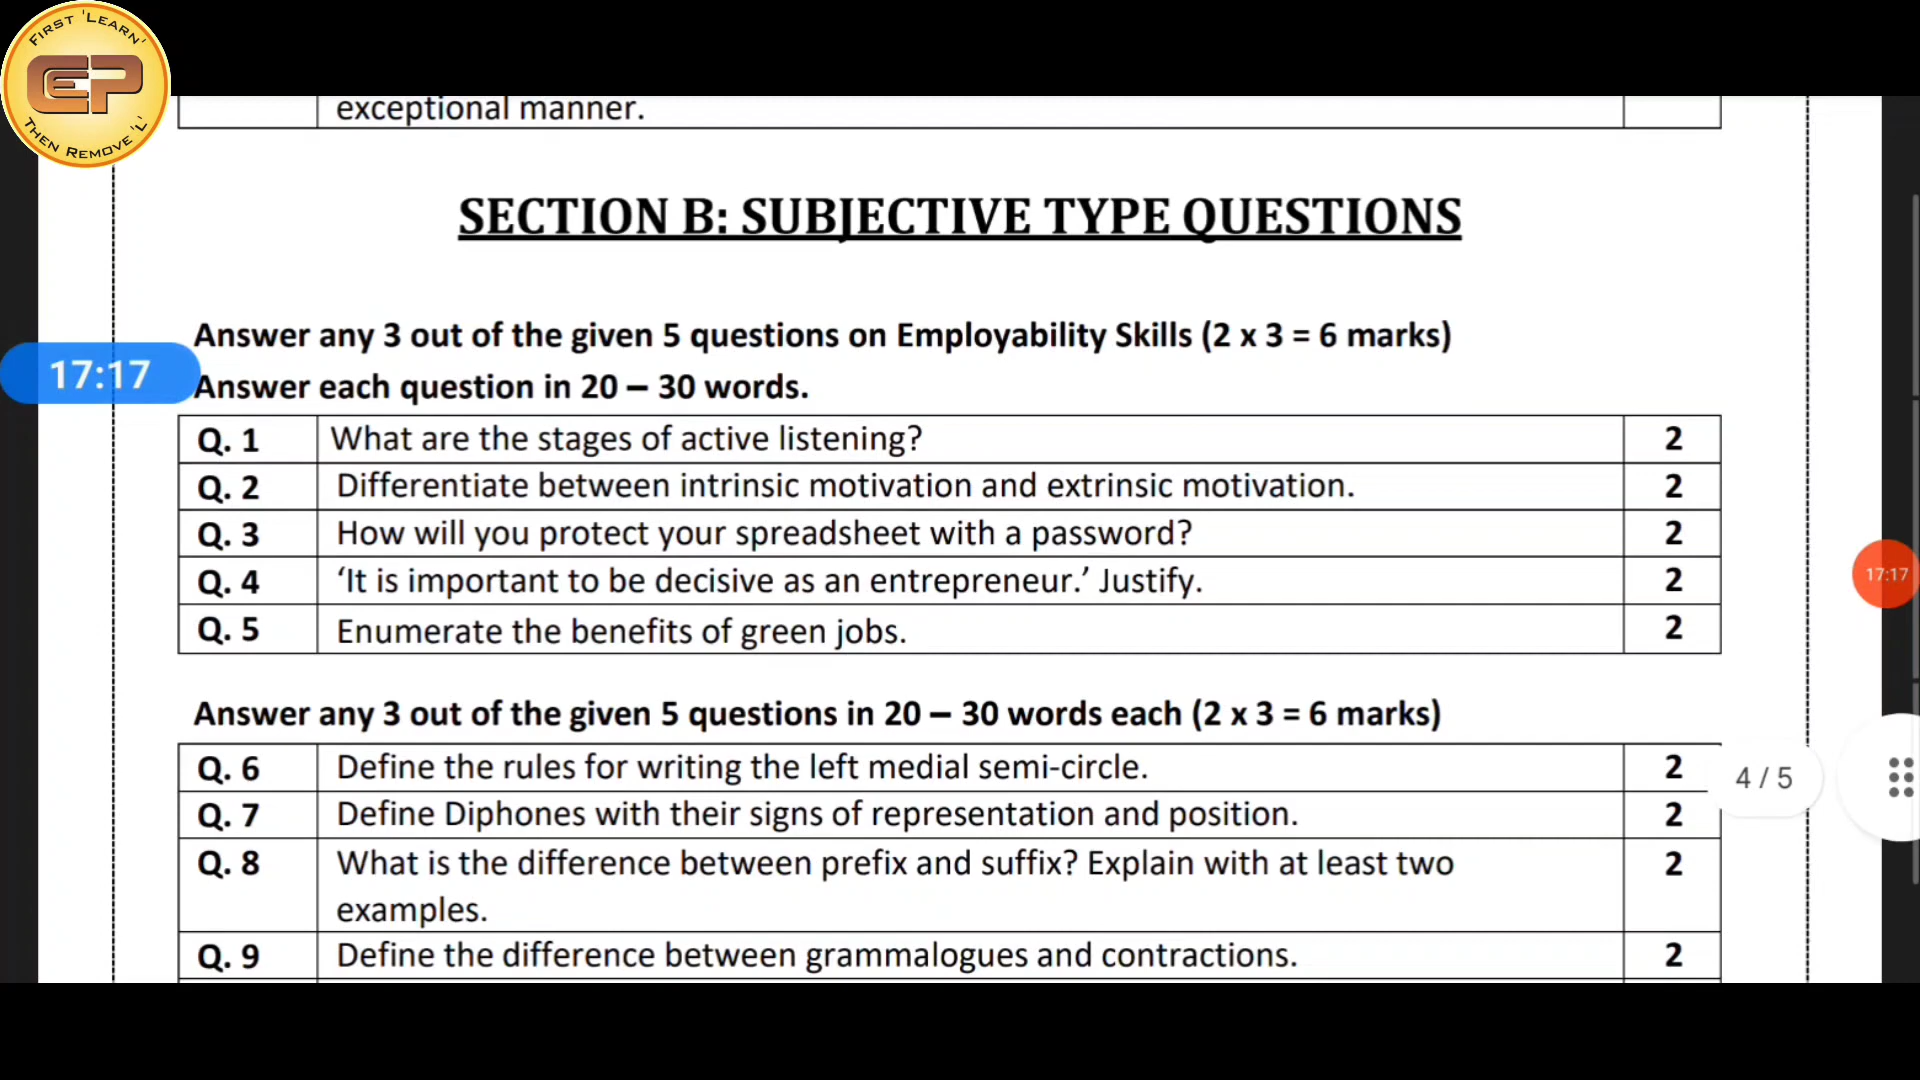 FIRST 'LEARN'
EP
THEN REMOVE 'L'
exceptional manner.
SECTION B: SUBJECTIVE TYPE QUESTIONS
Answer any 3 out of the given 5 questions on Employability Skills (2 x 3 = 6 marks)
17:17
Answer each question in 20 – 30 words.
Q. 1 What are the stages of active listening? 2
Q. 2 Differentiate between intrinsic motivation and extrinsic motivation. 2
Q. 3 How will you protect your spreadsheet with a password? 2
17:17
Q. 4 ‘It is important to be decisive as an entrepreneur.’ Justify. 2
Q. 5 Enumerate the benefits of green jobs. 2
Answer any 3 out of the given 5 questions in 20 – 30 words each (2 x 3 = 6 marks)
Q. 6 Define the rules for writing the left medial semi-circle. 2
4 / 5
Q. 7 Define Diphones with their signs of representation and position. 2
Q. 8 What is the difference between prefix and suffix? Explain with at least two 2
examples.
Q. 9 Define the difference between grammalogues and contractions. 2